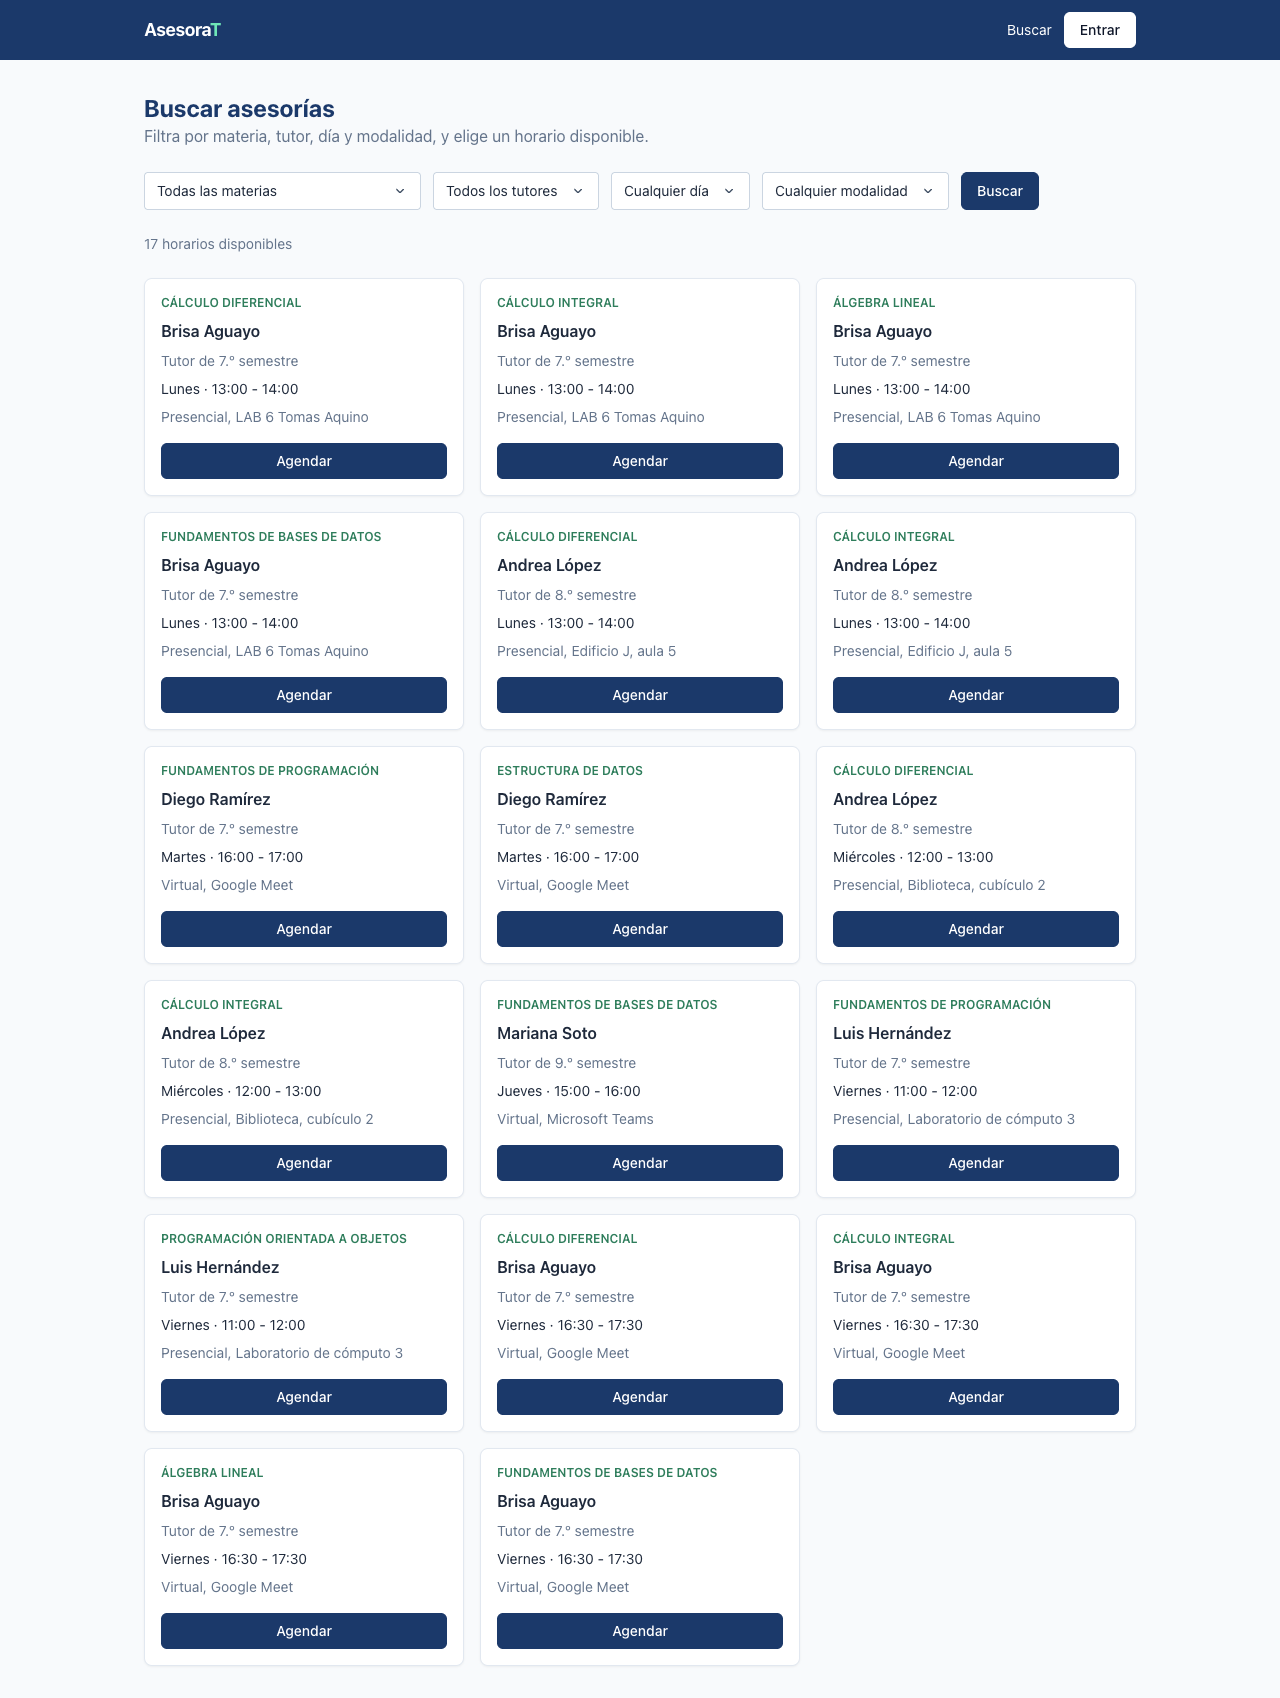 AsesoraT
Buscar
Entrar
Buscar asesorías
Filtra por materia, tutor, día y modalidad, y elige un horario disponible.
Todas las materias
Todos los tutores
Cualquier día
Cualquier modalidad
Buscar
17 horarios disponibles
CÁLCULO DIFERENCIAL
Brisa Aguayo
Tutor de 7.º semestre
Lunes · 13:00 - 14:00
Presencial, LAB 6 Tomas Aquino
Agendar
CÁLCULO INTEGRAL
Brisa Aguayo
Tutor de 7.º semestre
Lunes · 13:00 - 14:00
Presencial, LAB 6 Tomas Aquino
Agendar
ÁLGEBRA LINEAL
Brisa Aguayo
Tutor de 7.º semestre
Lunes · 13:00 - 14:00
Presencial, LAB 6 Tomas Aquino
Agendar
FUNDAMENTOS DE BASES DE DATOS
Brisa Aguayo
Tutor de 7.º semestre
Lunes · 13:00 - 14:00
Presencial, LAB 6 Tomas Aquino
Agendar
CÁLCULO DIFERENCIAL
Andrea López
Tutor de 8.º semestre
Lunes · 13:00 - 14:00
Presencial, Edificio J, aula 5
Agendar
CÁLCULO INTEGRAL
Andrea López
Tutor de 8.º semestre
Lunes · 13:00 - 14:00
Presencial, Edificio J, aula 5
Agendar
FUNDAMENTOS DE PROGRAMACIÓN
Diego Ramírez
Tutor de 7.º semestre
Martes · 16:00 - 17:00
Virtual, Google Meet
Agendar
ESTRUCTURA DE DATOS
Diego Ramírez
Tutor de 7.º semestre
Martes · 16:00 - 17:00
Virtual, Google Meet
Agendar
CÁLCULO DIFERENCIAL
Andrea López
Tutor de 8.º semestre
Miércoles · 12:00 - 13:00
Presencial, Biblioteca, cubículo 2
Agendar
CÁLCULO INTEGRAL
Andrea López
Tutor de 8.º semestre
Miércoles · 12:00 - 13:00
Presencial, Biblioteca, cubículo 2
Agendar
FUNDAMENTOS DE BASES DE DATOS
Mariana Soto
Tutor de 9.º semestre
Jueves · 15:00 - 16:00
Virtual, Microsoft Teams
Agendar
FUNDAMENTOS DE PROGRAMACIÓN
Luis Hernández
Tutor de 7.º semestre
Viernes · 11:00 - 12:00
Presencial, Laboratorio de cómputo 3
Agendar
PROGRAMACIÓN ORIENTADA A OBJETOS
Luis Hernández
Tutor de 7.º semestre
Viernes · 11:00 - 12:00
Presencial, Laboratorio de cómputo 3
Agendar
CÁLCULO DIFERENCIAL
Brisa Aguayo
Tutor de 7.º semestre
Viernes · 16:30 - 17:30
Virtual, Google Meet
Agendar
CÁLCULO INTEGRAL
Brisa Aguayo
Tutor de 7.º semestre
Viernes · 16:30 - 17:30
Virtual, Google Meet
Agendar
ÁLGEBRA LINEAL
Brisa Aguayo
Tutor de 7.º semestre
Viernes · 16:30 - 17:30
Virtual, Google Meet
Agendar
FUNDAMENTOS DE BASES DE DATOS
Brisa Aguayo
Tutor de 7.º semestre
Viernes · 16:30 - 17:30
Virtual, Google Meet
Agendar